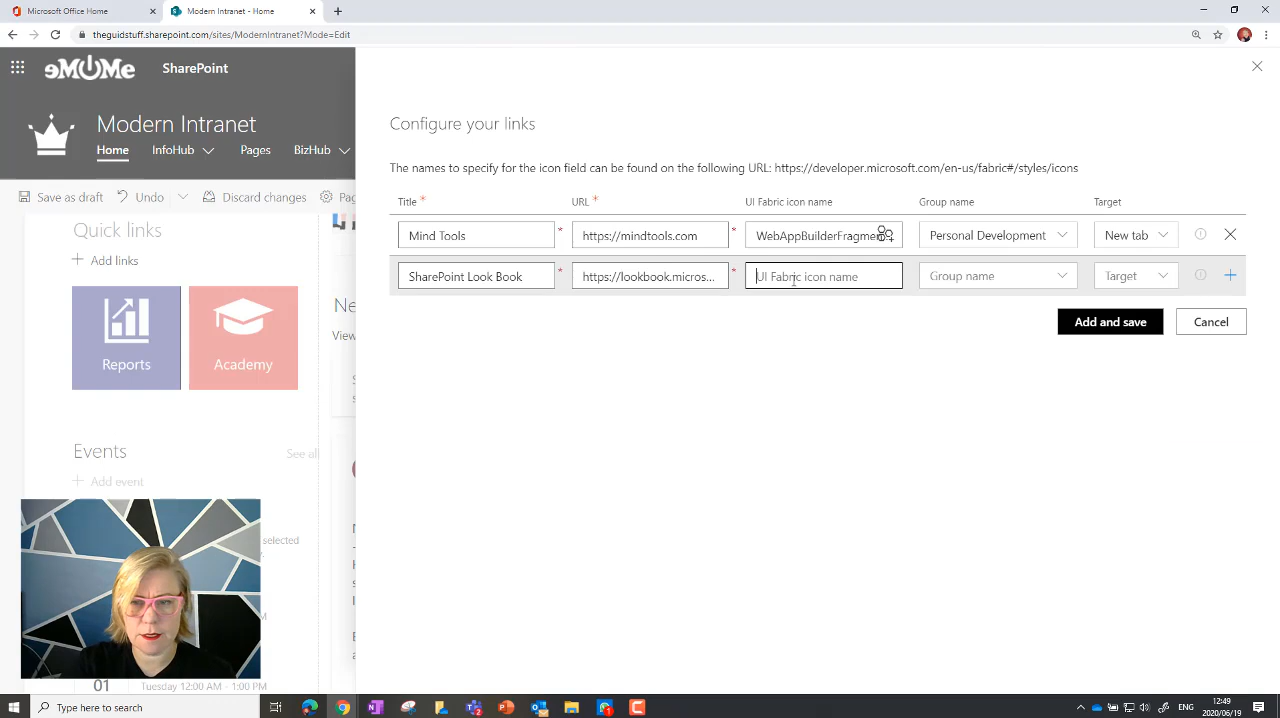 Microsoft Office Home
Modern Intranet - Home
theguidstuff.sharepoint.com/sites/ModernIntranet?Mode=Edit
eMUMe
SharePoint
Modern Intranet
Home InfoHub Pages BizHub
Save as draft Undo Discard changes
Quick links
Add links
Reports
Academy
View
Events
See all
Add event
selected
01
Tuesday 12:00 AM - 1:00 PM
Configure your links
The names to specify for the icon field can be found on the following URL: https://developer.microsoft.com/en-us/fabric#/styles/icons
Title * URL * UI Fabric icon name Group name Target
Mind Tools * https://mindtools.com * WebAppBuilderFragment Personal Development New tab
SharePoint Look Book * https://lookbook.micros... * UI Fabric icon name Group name Target
Add and save Cancel
Type here to search
ENG
12:49
2020/06/19